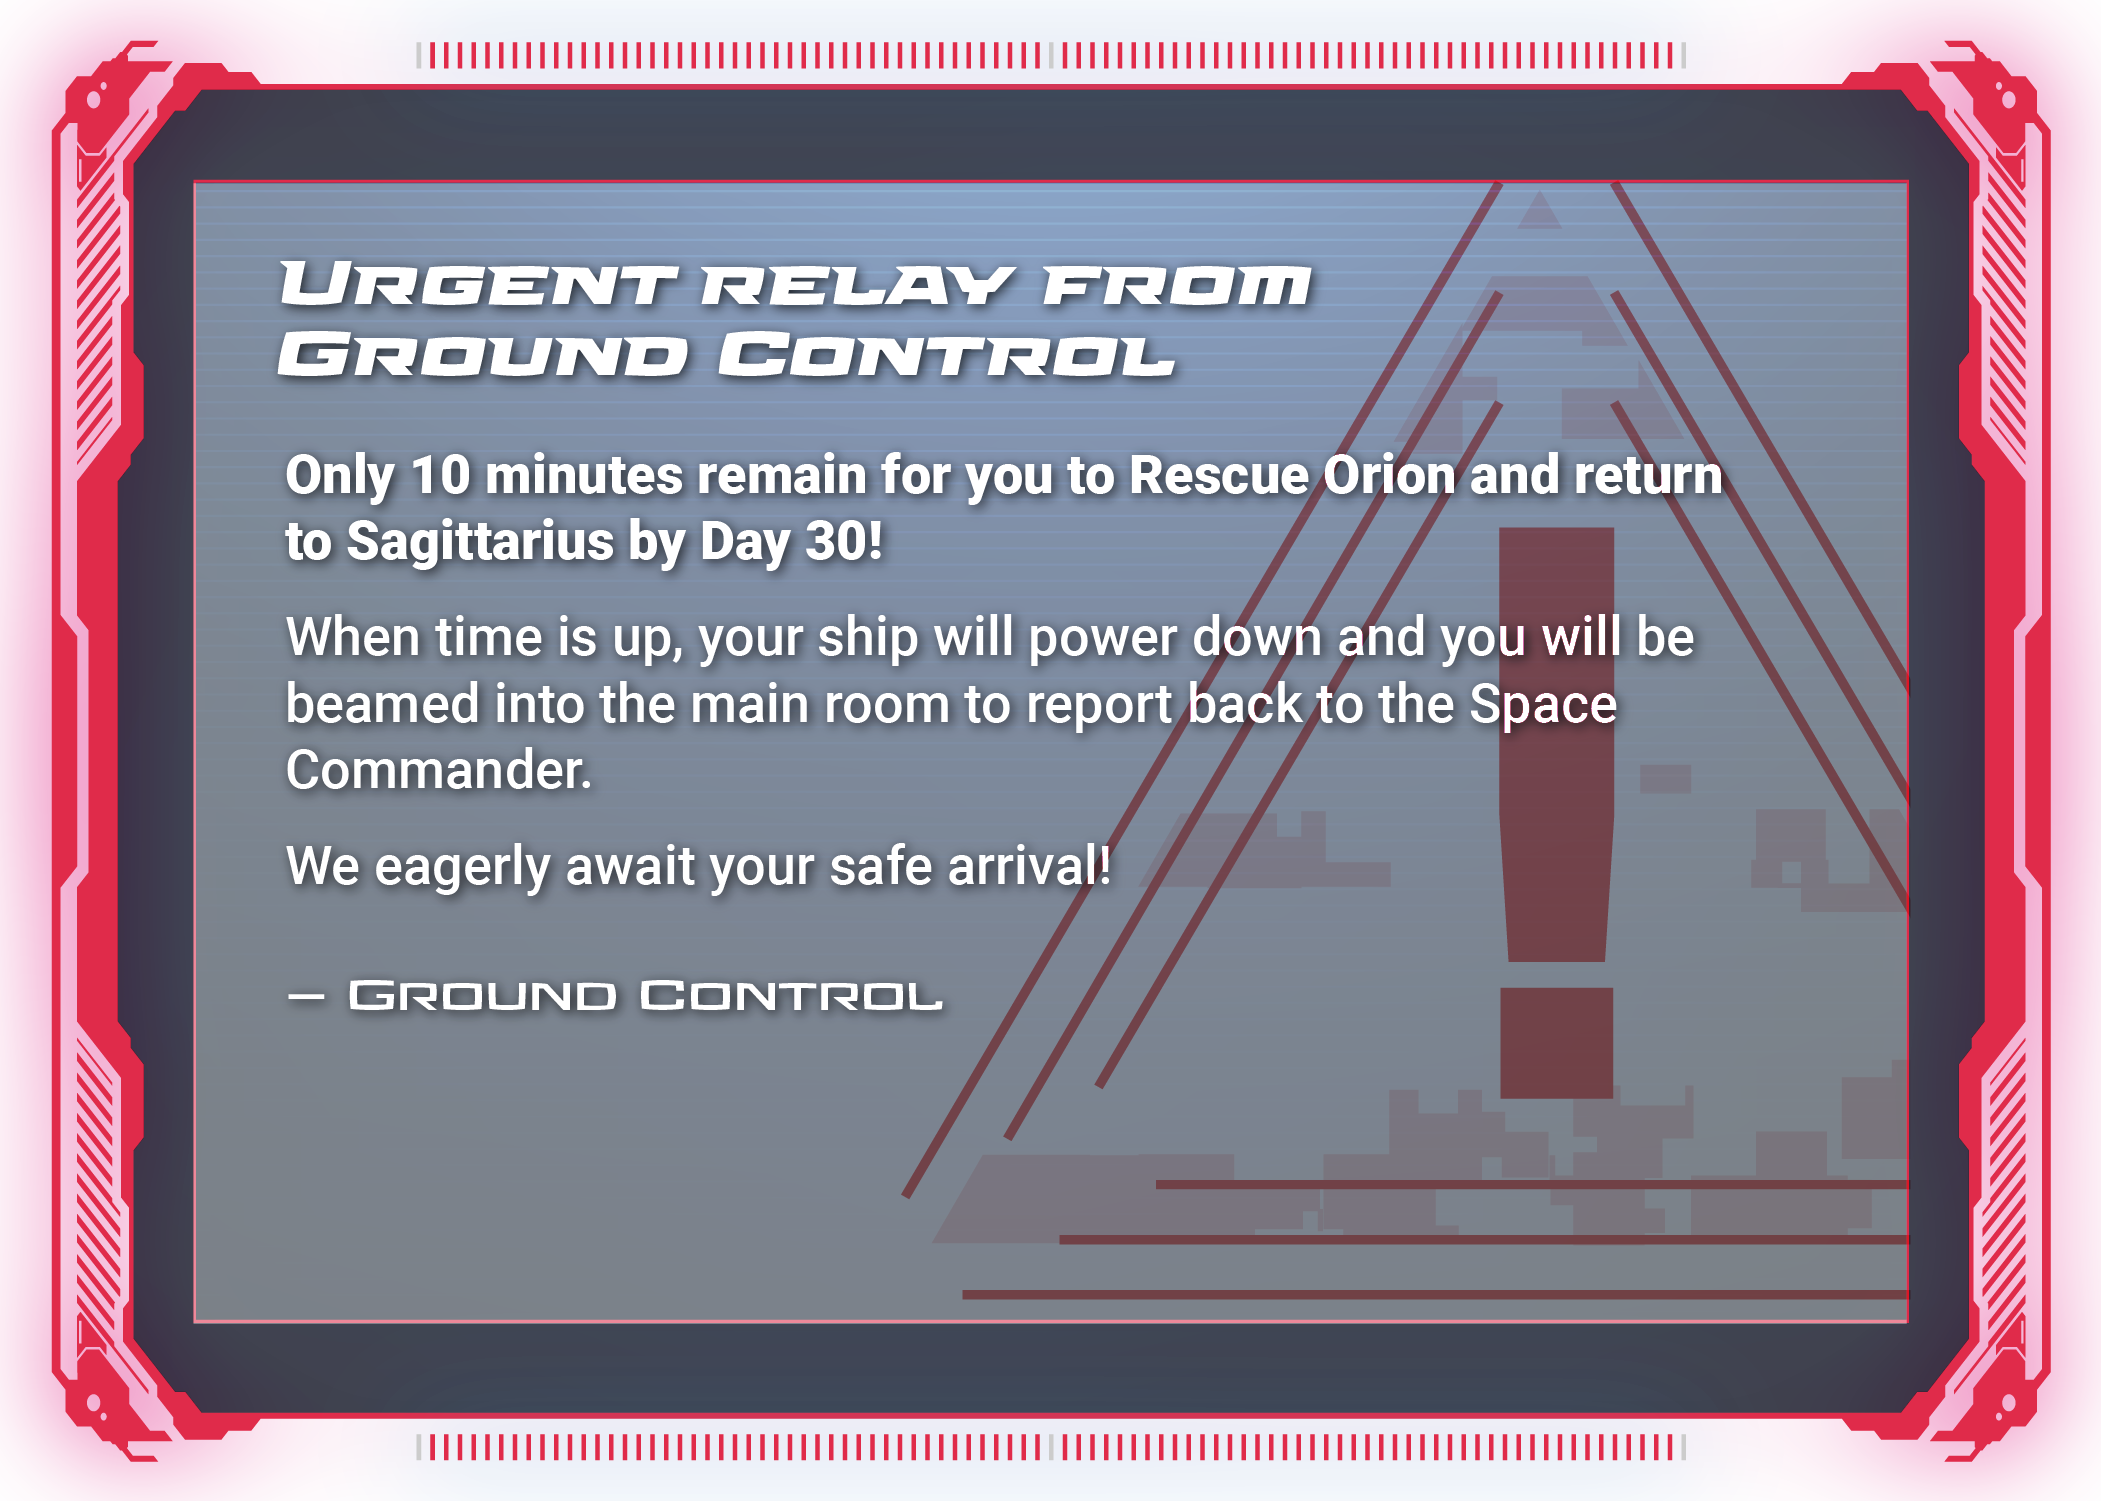 Urgent relay from
Ground Control
Only 10 minutes remain for you to Rescue Orion and return
to Sagittarius by Day 30!
When time is up, your ship will power down and you will be
beamed into the main room to report back to the Space
Commander.
We eagerly await your safe arrival!
— Ground Control